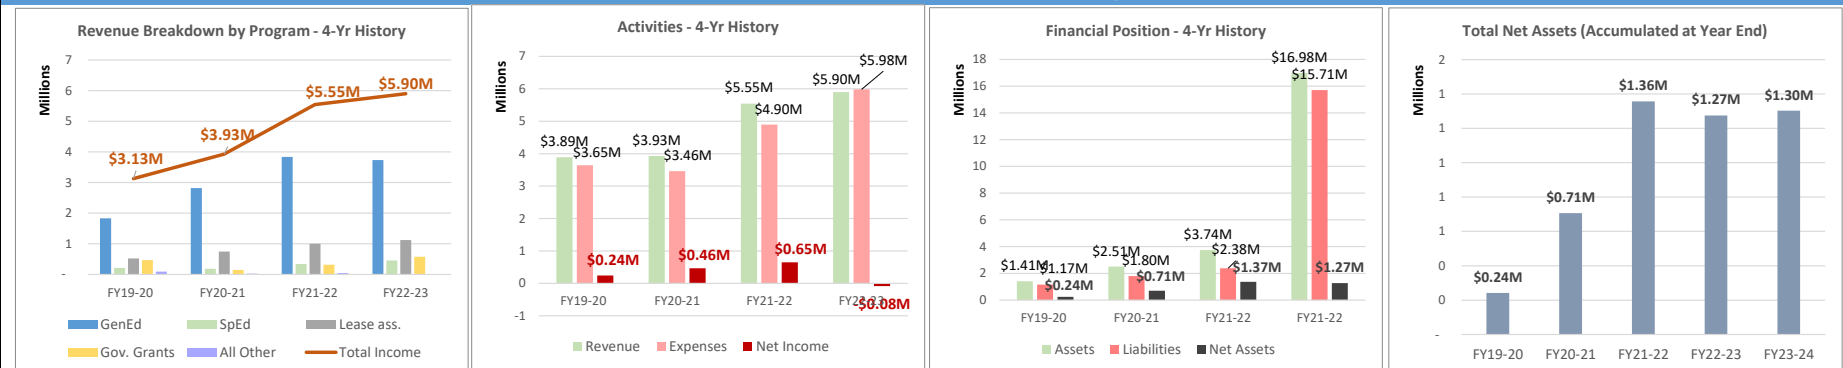 Revenue Breakdown by Program - 4-Yr History
Millions
7
6
5
4
3
2
1
-
$3.13M
$3.93M
$5.55M
$5.90M
FY19-20 FY20-21 FY21-22 FY22-23
GenEd SpEd Lease ass.
Gov. Grants All Other Total Income
Activities - 4-Yr History
Millions
7
6
5
4
3
2
1
0
-1
$3.89M
$3.65M
$0.24M
$3.93M
$3.46M
$0.46M
$5.55M
$4.90M
$0.65M
$5.90M
$5.98M
-$0.08M
FY19-20 FY20-21 FY21-22 FY22-23
Revenue Expenses Net Income
Financial Position - 4-Yr History
Millions
18
16
14
12
10
8
6
4
2
0
$1.41M
$1.17M
$0.24M
$2.51M
$1.80M
$0.71M
$3.74M
$2.38M
$1.37M
$16.98M
$15.71M
$1.27M
FY19-20 FY20-21 FY21-22 FY21-22
Assets Liabilities Net Assets
Total Net Assets (Accumulated at Year End)
Millions
2
1
1
1
1
1
0
0
-
$0.24M
$0.71M
$1.36M
$1.27M
$1.30M
FY19-20 FY20-21 FY21-22 FY22-23 FY23-24